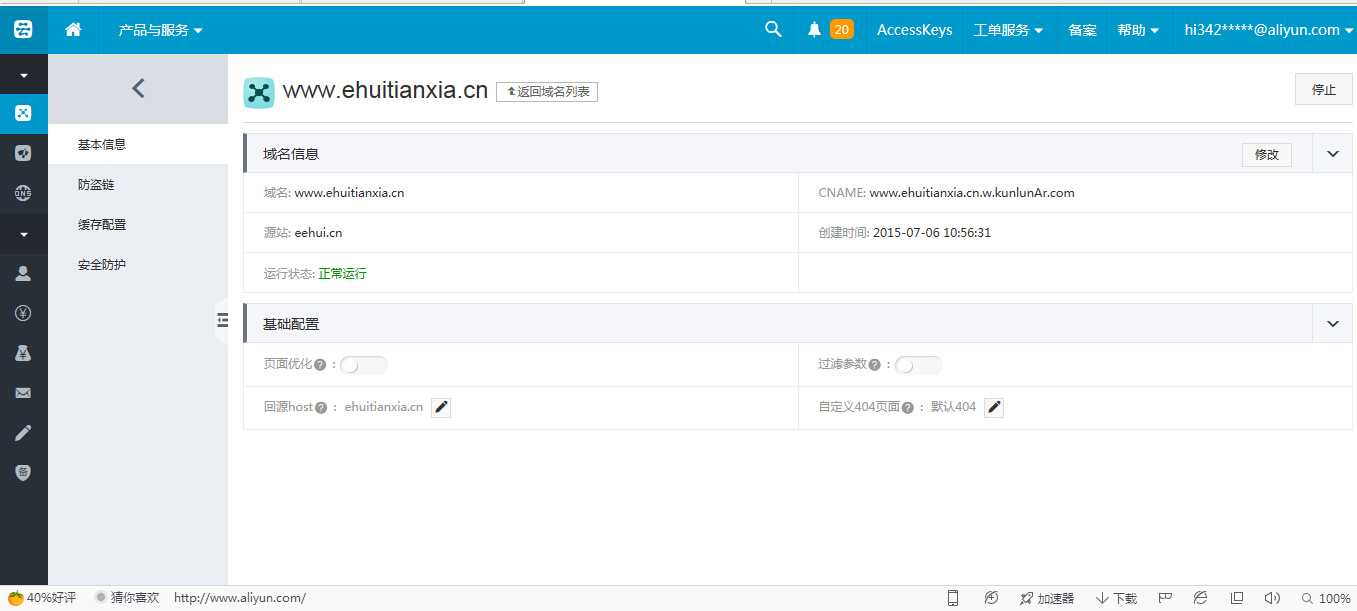 产品与服务
20
AccessKeys
工单服务
备案
帮助
hi342*****@aliyun.com
DNS
备
基本信息
防盗链
缓存配置
安全防护
www.ehuitianxia.cn
返回域名列表
停止
域名信息
修改
域名: www.ehuitianxia.cn
CNAME: www.ehuitianxia.cn.w.kunlunAr.com
源站: eehui.cn
创建时间: 2015-07-06 10:56:31
运行状态: 正常运行
基础配置
页面优化 ? :
过滤参数 ? :
回源host ? : ehuitianxia.cn
自定义404页面 ? : 默认404
40%好评
猜你喜欢
http://www.aliyun.com/
加速器
下载
100%